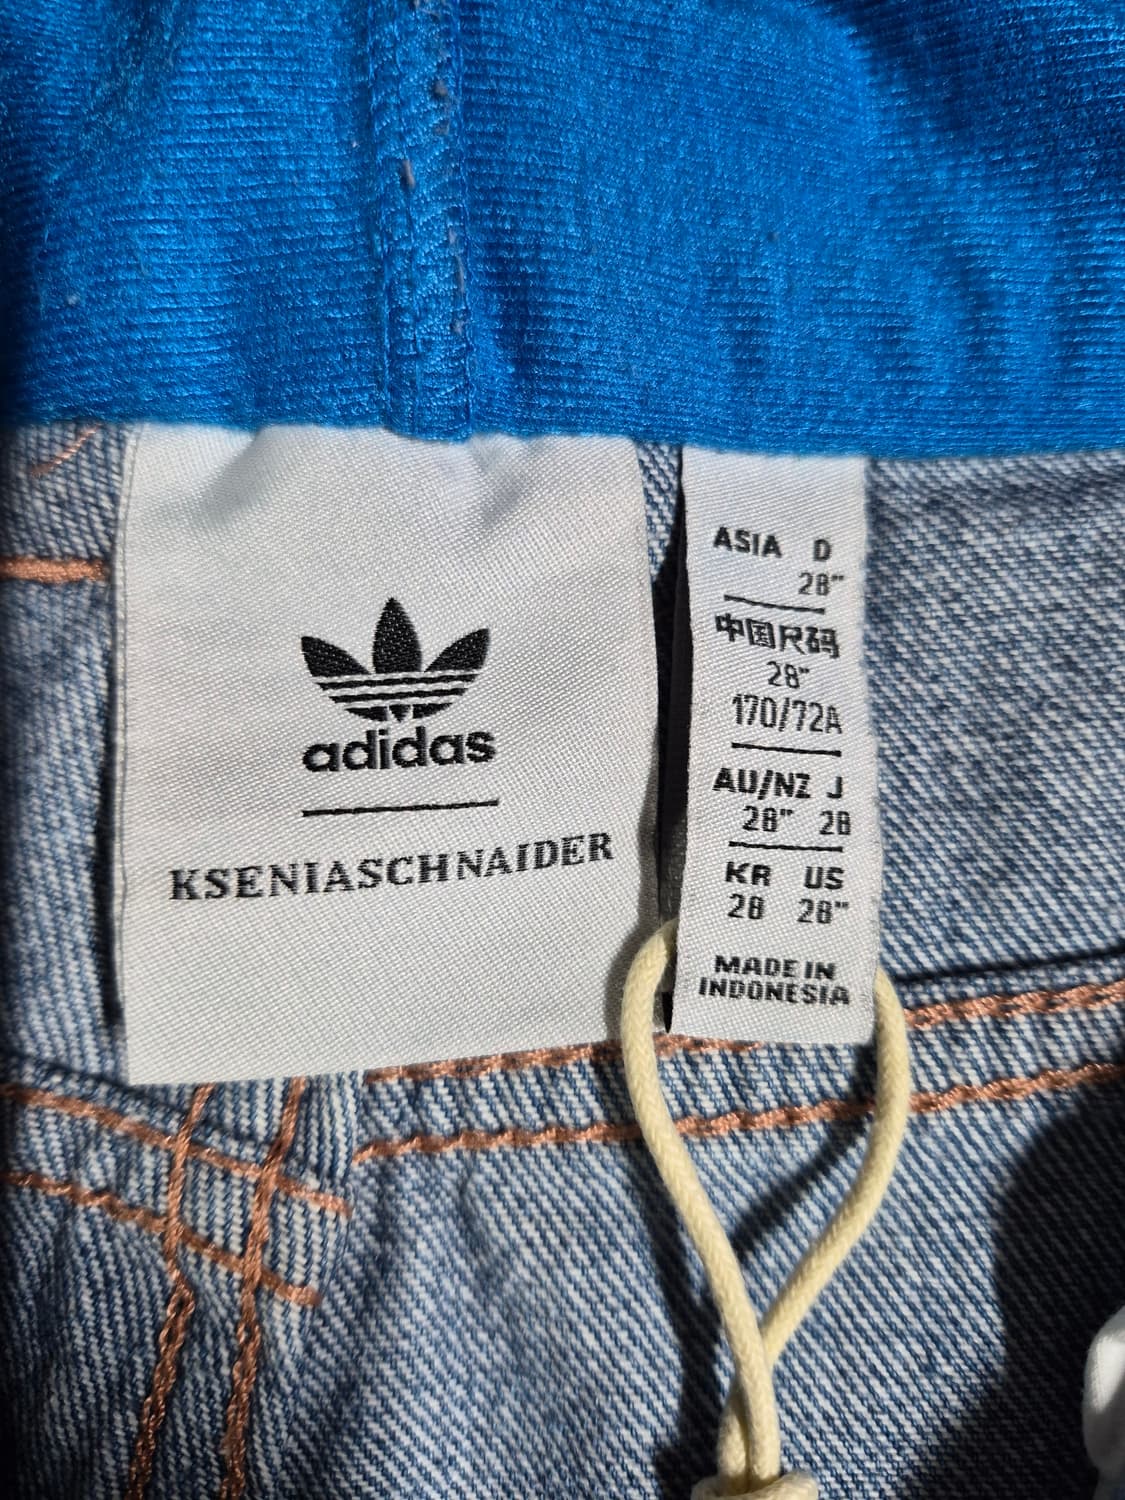 adidas
KSENIASCHNAIDER
ASIA D
28"
中国尺码
28"
170/72A
AU/NZ J
28" 28
KR US
28 28"
MADE IN
INDONESIA